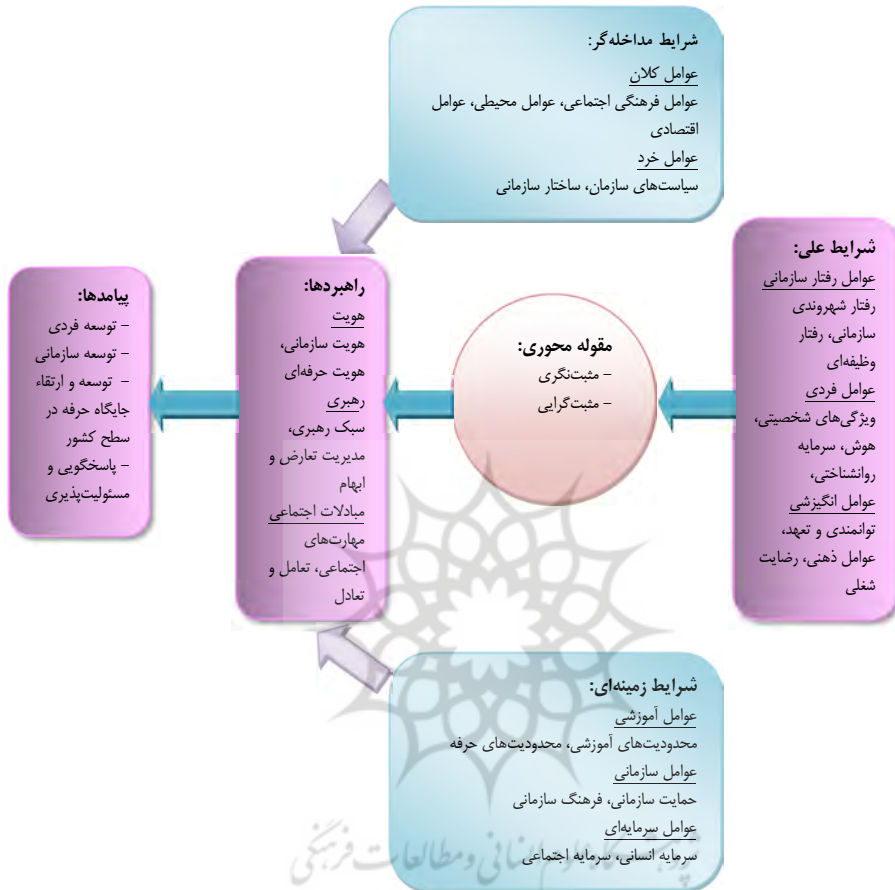 شرایط مداخله‌گر:
عوامل کلان
عوامل فرهنگی اجتماعی، عوامل محیطی، عوامل
اقتصادی
عوامل خرد
سیاست‌های سازمان، ساختار سازمانی
شرایط علی:
عوامل رفتار سازمانی
رفتار شهروندی
سازمانی، رفتار
وظیفه‌ای
عوامل فردی
ویژگی‌های شخصیتی،
هوش، سرمایه
روانشناختی،
عوامل انگیزشی
توانمندی و تعهد،
عوامل ذهنی، رضایت
شغلی
مقوله محوری:
- مثبت‌نگری
- مثبت‌گرایی
راهبردها:
هویت
هویت سازمانی،
هویت حرفه‌ای
رهبری
سبک رهبری،
مدیریت تعارض و
ابهام
مبادلات اجتماعی
مهارت‌های
اجتماعی، تعامل و
تعادل
پیامدها:
- توسعه فردی
- توسعه سازمانی
- توسعه و ارتقاء
جایگاه حرفه در
سطح کشور
- پاسخگویی و
مسئولیت‌پذیری
شرایط زمینه‌ای:
عوامل آموزشی
محدودیت‌های آموزشی، محدودیت‌های حرفه
عوامل سازمانی
حمایت سازمانی، فرهنگ سازمانی
عوامل سرمایه‌ای
سرمایه انسانی، سرمایه اجتماعی
پژوهشگاه علوم انسانی و مطالعات فرهنگی